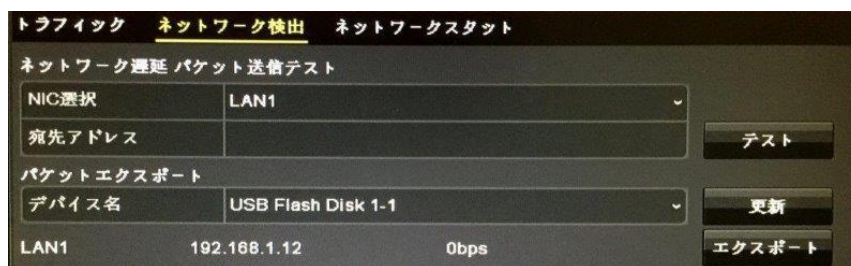 トラフィック ネットワーク検出 ネットワークスタット
ネットワーク遅延 パケット送信テスト
NIC選択 LAN1
宛先アドレス テスト
パケットエクスポート
デバイス名 USB Flash Disk 1-1 更新
LAN1 192.168.1.12 0bps エクスポート